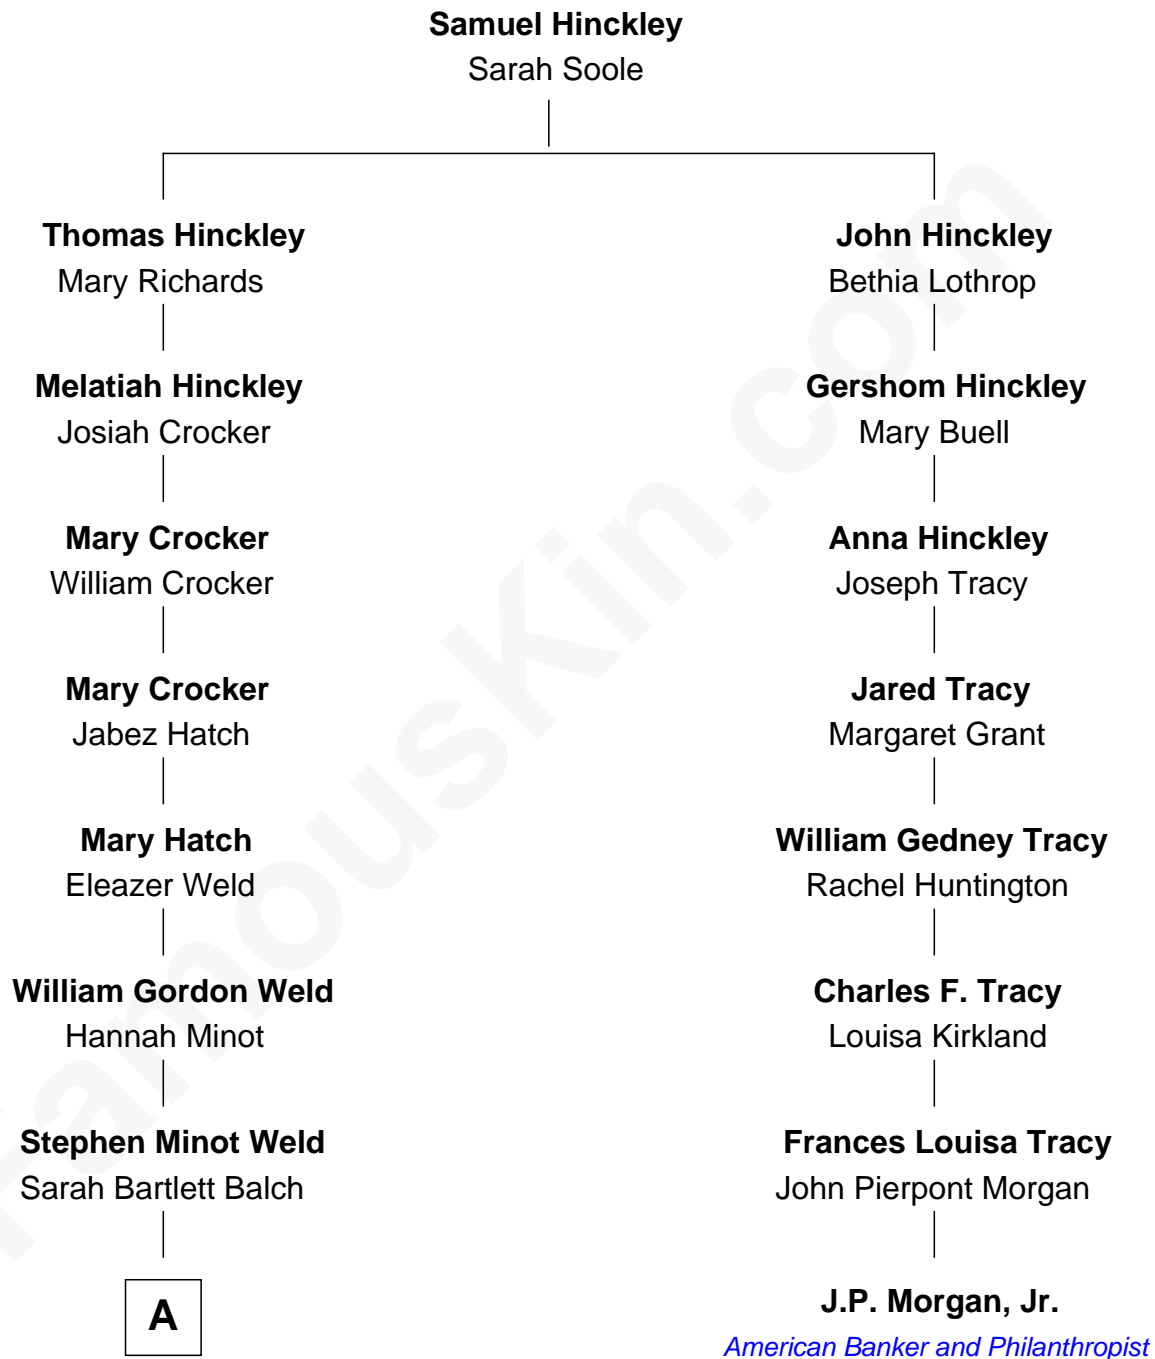 Samuel Hinckley
Sarah Soole
Thomas Hinckley
Mary Richards
John Hinckley
Bethia Lothrop
Melatiah Hinckley
Josiah Crocker
Gershom Hinckley
Mary Buell
Mary Crocker
William Crocker
Anna Hinckley
Joseph Tracy
Mary Crocker
Jabez Hatch
Jared Tracy
Margaret Grant
Mary Hatch
Eleazer Weld
William Gedney Tracy
Rachel Huntington
William Gordon Weld
Hannah Minot
Charles F. Tracy
Louisa Kirkland
Stephen Minot Weld
Sarah Bartlett Balch
Frances Louisa Tracy
John Pierpont Morgan
A
J.P. Morgan, Jr.
American Banker and Philanthropist
FamousKin.com